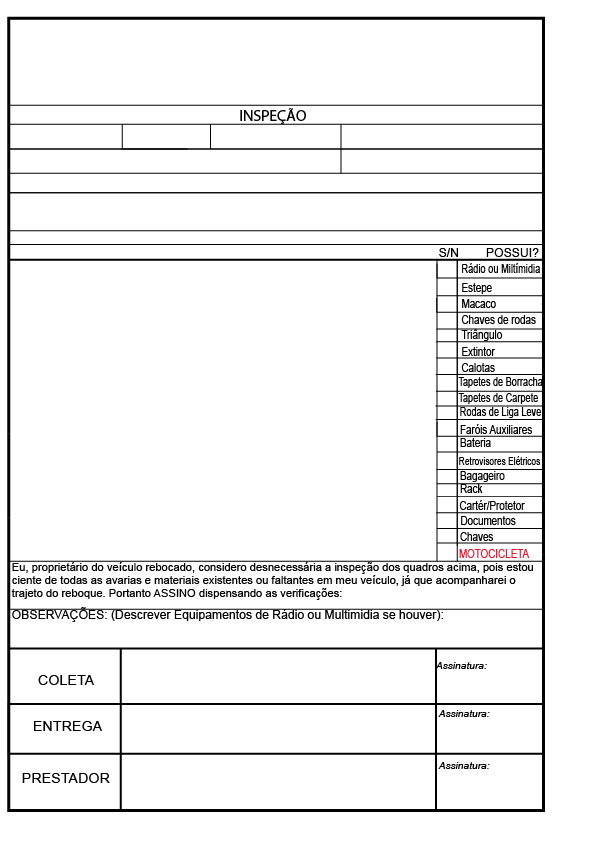 INSPEÇÃO
S/N POSSUI?
Rádio ou Miltímidia
Estepe
Macaco
Chaves de rodas
Triângulo
Extintor
Calotas
Tapetes de Borracha
Tapetes de Carpete
Rodas de Liga Leve
Faróis Auxiliares
Bateria
Retrovisores Elétricos
Bagageiro
Rack
Cartér/Protetor
Documentos
Chaves
MOTOCICLETA
Eu, proprietário do veículo rebocado, considero desnecessária a inspeção dos quadros acima, pois estou
ciente de todas as avarias e materiais existentes ou faltantes em meu veículo, já que acompanharei o
trajeto do reboque. Portanto ASSINO dispensando as verificações:
OBSERVAÇÕES: (Descrever Equipamentos de Rádio ou Multimidia se houver):
COLETA
Assinatura:
ENTREGA
Assinatura:
PRESTADOR
Assinatura: